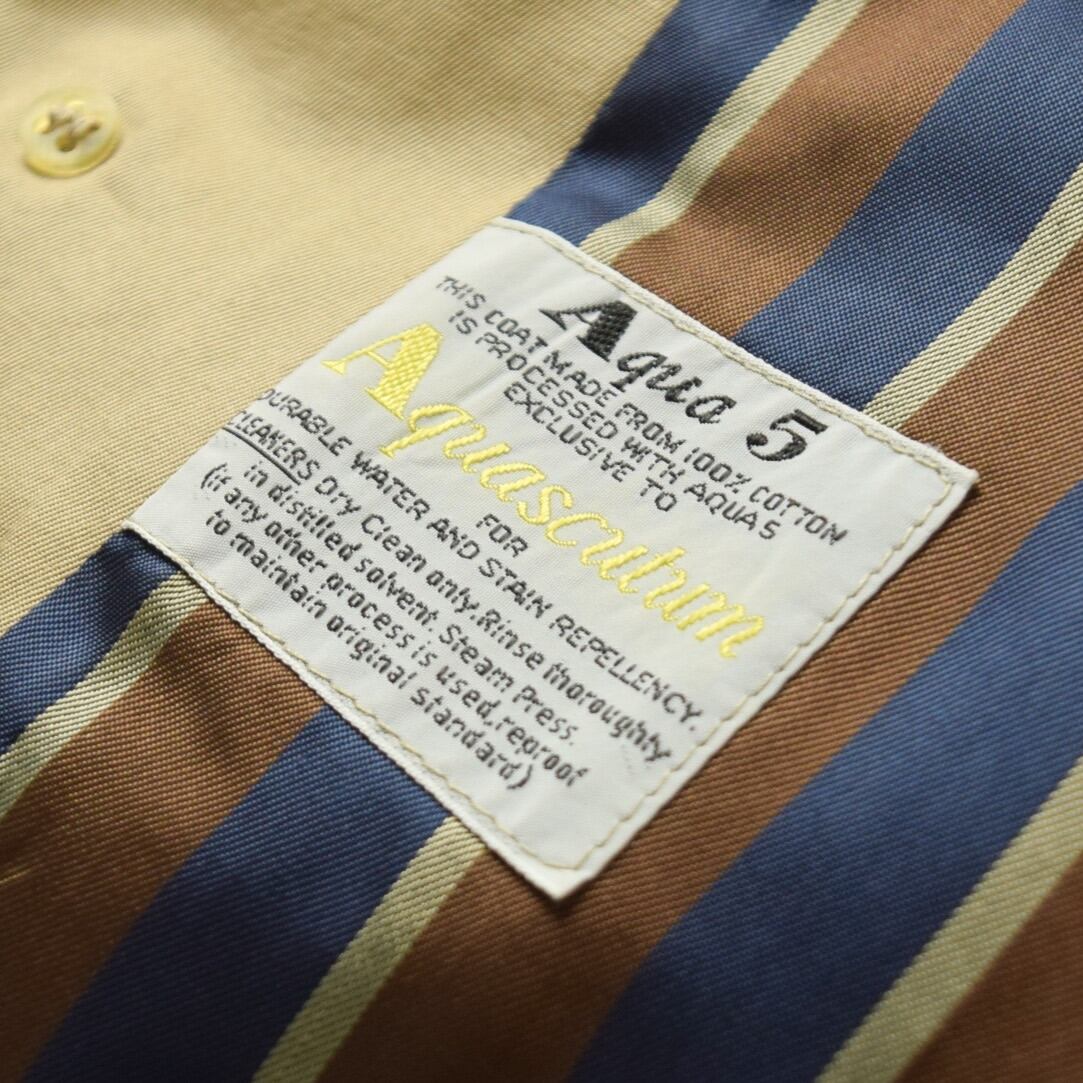 Aqua 5
THIS COAT MADE FROM 100% COTTON
IS PROCESSED WITH AQUA 5
EXCLUSIVE TO
Aquascutum
FOR
DURABLE WATER AND STAIN REPELLENCY.
CLEANERS Dry Clean only. Rinse thoroughly
in distilled solvent. Steam Press.
(if any other process is used, reproof
to maintain original standard)